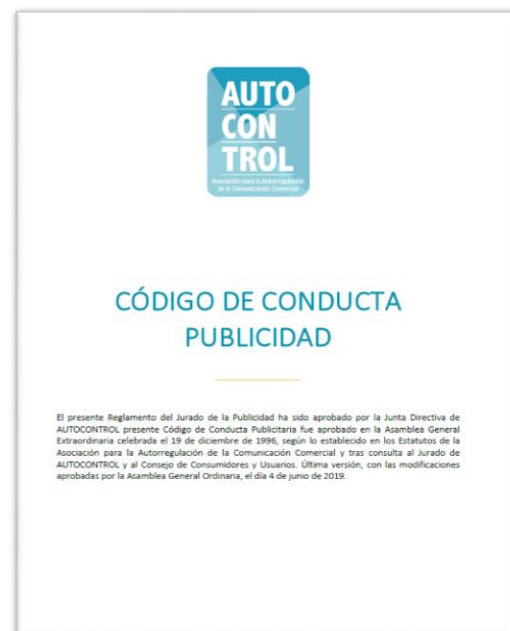 AUTO
CON
TROL
Asociación para la Autorregulación
de la Comunicación Comercial
CÓDIGO DE CONDUCTA
PUBLICIDAD
El presente Reglamento del Jurado de la Publicidad ha sido aprobado por la Junta Directiva de
AUTOCONTROL presente Código de Conducta Publicitaria fue aprobado en la Asamblea General
Extraordinaria celebrada el 19 de diciembre de 1996, según lo establecido en los Estatutos de la
Asociación para la Autorregulación de la Comunicación Comercial y tras consulta al Jurado de
AUTOCONTROL y al Consejo de Consumidores y Usuarios. Última versión, con las modificaciones
aprobadas por la Asamblea General Ordinaria, el día 4 de junio de 2019.